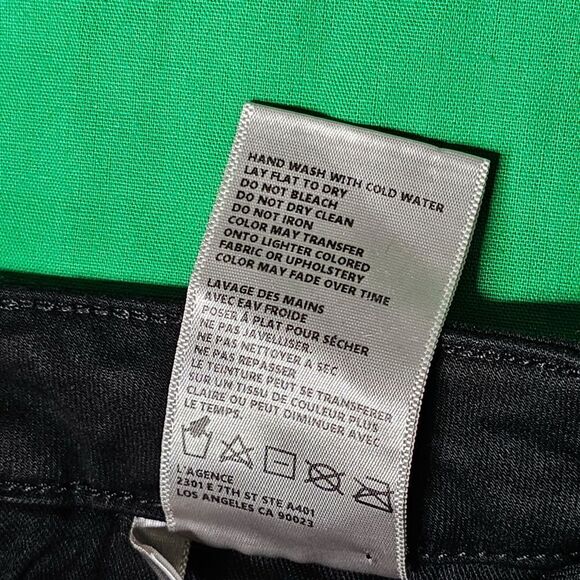 HAND WASH WITH COLD WATER
LAY FLAT TO DRY
DO NOT BLEACH
DO NOT DRY CLEAN
DO NOT IRON
COLOR MAY TRANSFER
ONTO LIGHTER COLORED
FABRIC OR UPHOLSTERY
COLOR MAY FADE OVER TIME
LAVAGE DES MAINS
AVEC EAV FROIDE
POSER À PLAT POUR SÈCHER
NE PAS JAVELLISER.
NE PAS NETTOYER A SEC
NE PAS REPASSER
LE TEINTURE PEUT SE TRANSFERER
SUR UN TISSU DE COULEUR PLUS
CLAIRE OU PEUT DIMINUER AVEC
LE TEMPS.
L'AGENCE
2301 E 7TH ST STE A401
LOS ANGELES CA 90023